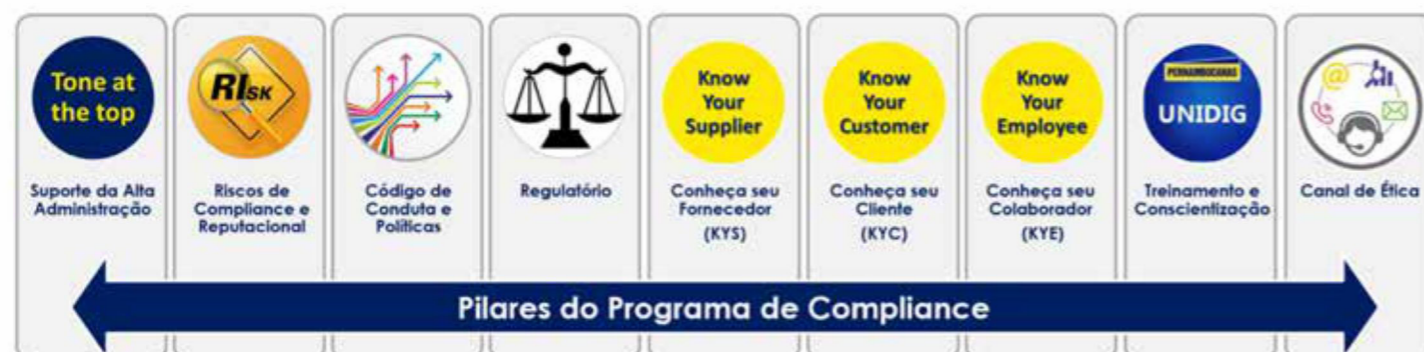 Tone at
the top
Suporte da Alta
Administração
RISK
Riscos de
Compliance e
Reputacional
Código de
Conduta e
Políticas
Regulatório
Know
Your
Supplier
Conheça seu
Fornecedor
(KYS)
Know
Your
Customer
Conheça seu
Cliente
(KYC)
Know
Your
Employee
Conheça seu
Colaborador
(KYE)
PERNAMBUCANAS
UNIDIG
Treinamento e
Conscientização
@
Canal de Ética
Pilares do Programa de Compliance